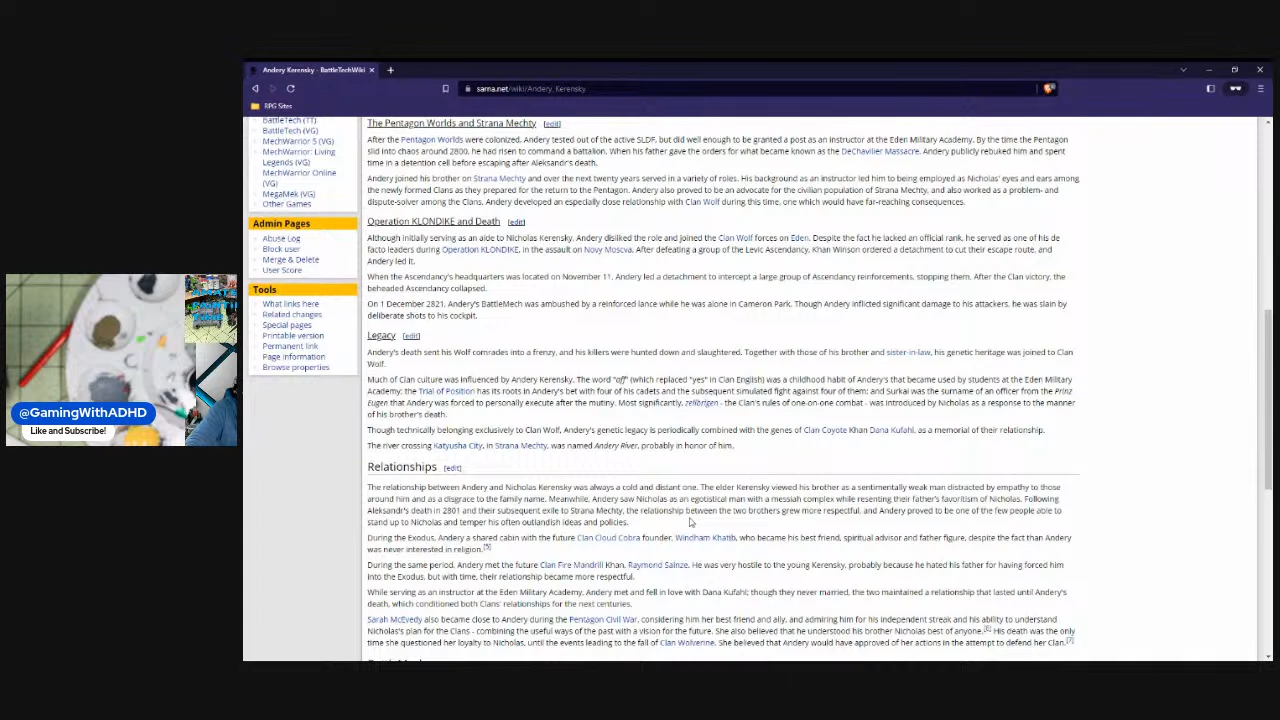 Andery Kerensky - BattleTechWiki
sarna.net/wiki/Andery_Kerensky
RPG Sites
BattleTech (TT)
BattleTech (VG)
MechWarrior 5 (VG)
MechWarrior: Living
Legends (VG)
MechWarrior Online
(VG)
MegaMek (VG)
Other Games
Admin Pages
Abuse Log
Block user
Merge & Delete
User Score
Tools
What links here
Related changes
Special pages
Printable version
Permanent link
Page information
Browse properties
The Pentagon Worlds and Strana Mechty [edit]
After the Pentagon Worlds were colonized, Andery tested out of the active SLDF, but did well enough to be granted a post as an instructor at the Eden Military Academy. By the time the Pentagon
slid into chaos around 2800, he had risen to command a battalion. When his father gave the orders for what became known as the DeChavilier Massacre, Andery publicly rebuked him and spent
time in a detention cell before escaping after Aleksandr's death.
Andery joined his brother on Strana Mechty and over the next twenty years served in a variety of roles. His background as an instructor led him to being employed as Nicholas' eyes and ears among
the newly formed Clans as they prepared for the return to the Pentagon. Andery also proved to be an advocate for the civilian population of Strana Mechty, and also worked as a problem- and
dispute-solver among the Clans. Andery developed an especially close relationship with Clan Wolf during this time, one which would have far-reaching consequences.
Operation KLONDIKE and Death [edit]
Although initially serving as an aide to Nicholas Kerensky, Andery disliked the role and joined the Clan Wolf forces on Eden. Despite the fact he lacked an official rank, he served as one of his de
facto leaders during Operation KLONDIKE, in the assault on Novy Moscva. After defeating a group of the Levic Ascendancy, Khan Winson ordered a detachment to cut their escape route, and
Andery led it.
When the Ascendancy's headquarters was located on November 11, Andery led a detachment to intercept a large group of Ascendancy reinforcements, stopping them. After the Clan victory, the
beheaded Ascendancy collapsed.
On 1 December 2821, Andery's BattleMech was ambushed by a reinforced lance while he was alone in Cameron Park. Though Andery inflicted significant damage to his attackers, he was slain by
deliberate shots to his cockpit.
Legacy [edit]
Andery's death sent his Wolf comrades into a frenzy, and his killers were hunted down and slaughtered. Together with those of his brother and sister-in-law, his genetic heritage was joined to Clan
Wolf.
Much of Clan culture was influenced by Andery Kerensky. The word "aff" (which replaced "yes" in Clan English) was a childhood habit of Andery's that became used by students at the Eden Military
Academy; the Trial of Position has its roots in Andery's bet with four of his cadets and the subsequent simulated fight against four of them; and Surkai was the surname of an officer from the Prinz
Eugen that Andery was forced to personally execute after the mutiny. Most significantly, zellbrigen - the Clan's rules of one-on-one combat - was introduced by Nicholas as a response to the manner
of his brother's death.
Though technically belonging exclusively to Clan Wolf, Andery's genetic legacy is periodically combined with the genes of Clan Coyote Khan Dana Kufahl, as a memorial of their relationship.
The river crossing Katyusha City, in Strana Mechty, was named Andery River, probably in honor of him.
Relationships [edit]
The relationship between Andery and Nicholas Kerensky was always a cold and distant one. The elder Kerensky viewed his brother as a sentimentally weak man distracted by empathy to those
around him and as a disgrace to the family name. Meanwhile, Andery saw Nicholas as an egotistical man with a messiah complex while resenting their father's favoritism of Nicholas. Following
Aleksandr's death in 2801 and their subsequent exile to Strana Mechty, the relationship between the two brothers grew more respectful, and Andery proved to be one of the few people able to
stand up to Nicholas and temper his often outlandish ideas and policies.
During the Exodus, Andery a shared cabin with the future Clan Cloud Cobra founder, Windham Khatib, who became his best friend, spiritual advisor and father figure, despite the fact than Andery
was never interested in religion.[5]
During the same period, Andery met the future Clan Fire Mandrill Khan, Raymond Sainze. He was very hostile to the young Kerensky, probably because he hated his father for having forced him
into the Exodus, but with time, their relationship became more respectful.
While serving as an instructor at the Eden Military Academy, Andery met and fell in love with Dana Kufahl; though they never married, the two maintained a relationship that lasted until Andery's
death, which conditioned both Clans' relationships for the next centuries.
Sarah McEvedy also became close to Andery during the Pentagon Civil War, considering him her best friend and ally, and admiring him for his independent streak and his ability to understand
Nicholas's plan for the Clans - combining the useful ways of the past with a vision for the future. She also believed that he understood his brother Nicholas best of anyone.[6] His death was the only
time she questioned her loyalty to Nicholas, until the events leading to the fall of Clan Wolverine. She believed that Andery would have approved of her actions in the attempt to defend her Clan.[7]
@GamingWithADHD
Like and Subscribe!